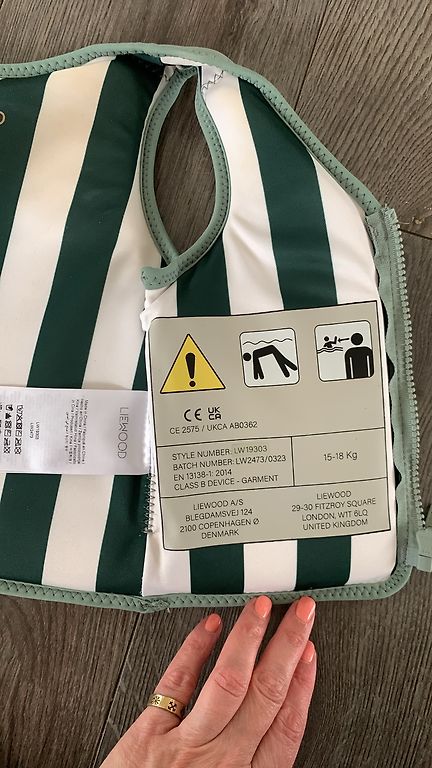 CE UK
CA
CE 2575 / UKCA AB0362
STYLE NUMBER: LW19303
BATCH NUMBER: LW2473/0323
EN 13138-1: 2014
CLASS B DEVICE - GARMENT
15-18 Kg
LIEWOOD A/S
BLEGDAMSVEJ 124
2100 COPENHAGEN Ø
DENMARK
LIEWOOD
29-30 FITZROY SQUARE
LONDON, W1T 6LQ
UNITED KINGDOM
LIEWOOD
LW19303
LW2473